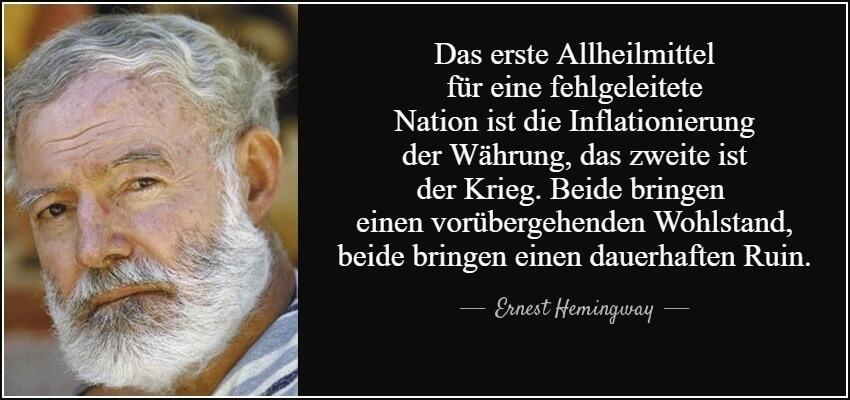 Das erste Allheilmittel
für eine fehlgeleitete
Nation ist die Inflationierung
der Währung, das zweite ist
der Krieg. Beide bringen
einen vorübergehenden Wohlstand,
beide bringen einen dauerhaften Ruin.
Ernest Hemingway